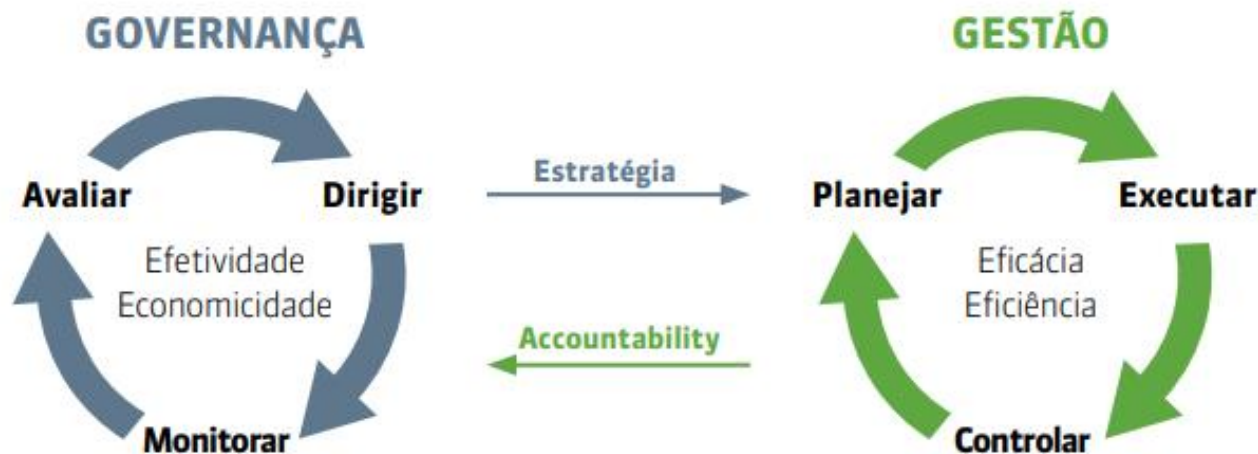 GOVERNANÇA
Avaliar
Dirigir
Efetividade
Economicidade
Monitorar
Estratégia
Accountability
GESTÃO
Planejar
Executar
Eficácia
Eficiência
Controlar